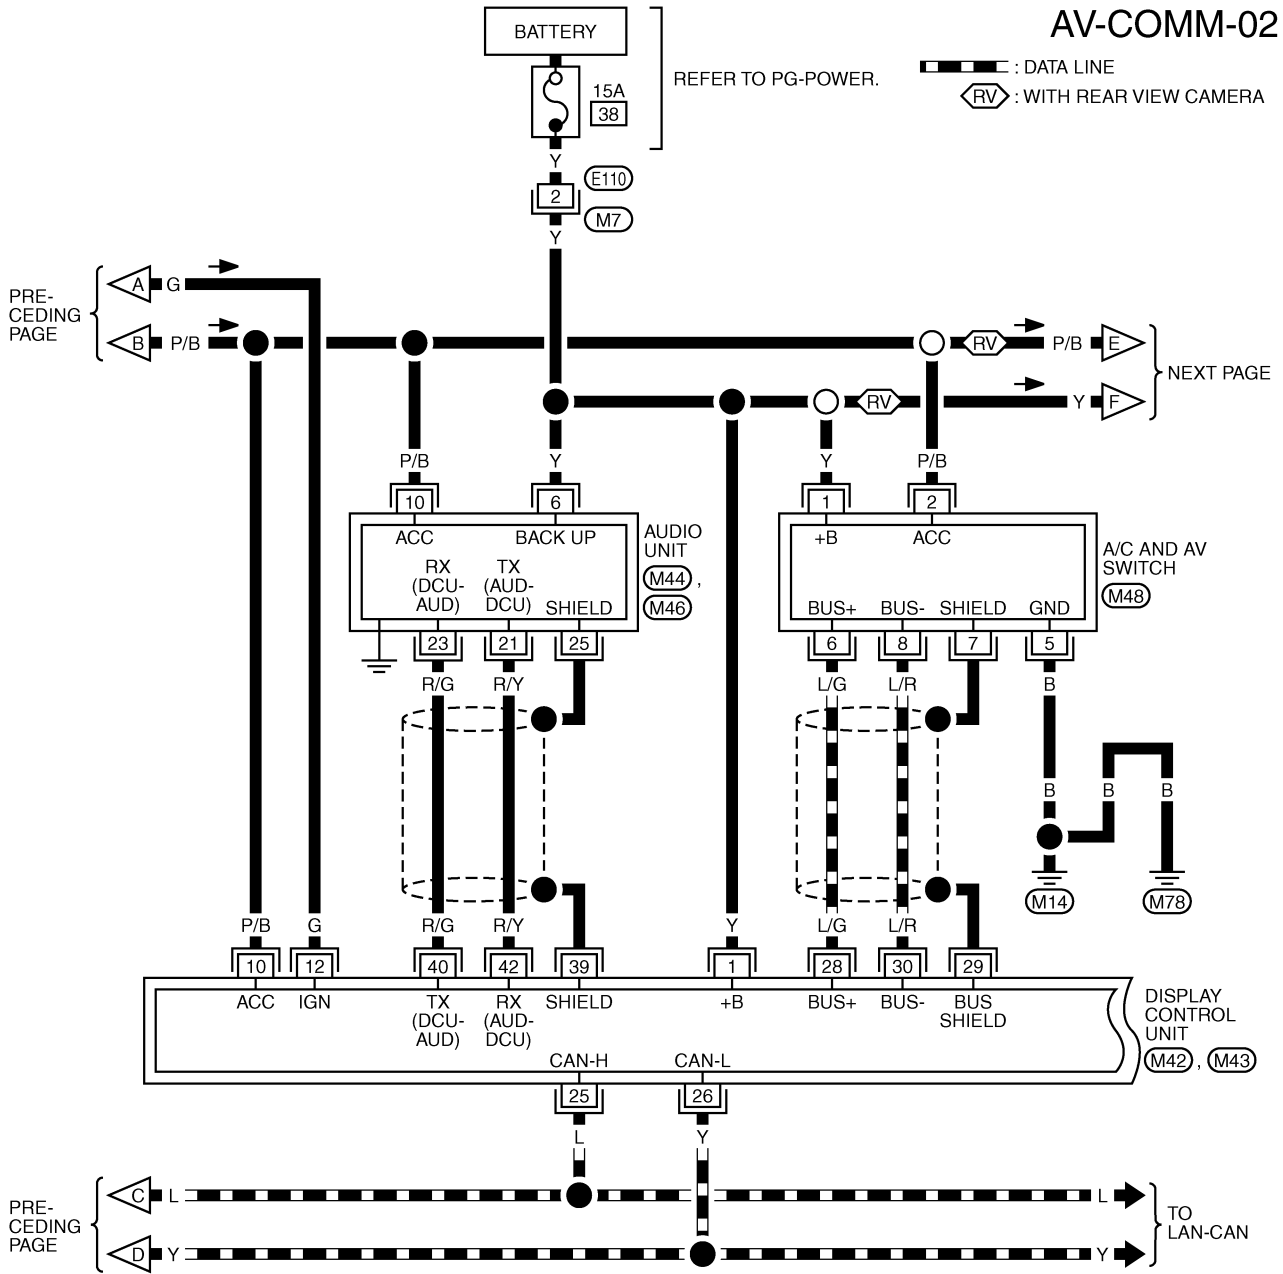 AV-COMM-02
BATTERY
: DATA LINE
REFER TO PG-POWER.
15A
38
RV : WITH REAR VIEW CAMERA
Y
E110
2
M7
Y
PRE-
CEDING
PAGE
A G
B P/B
RV P/B E
RV Y F
NEXT PAGE
P/B Y Y P/B
10 6 1 2
ACC BACK UP +B ACC
AUDIO
UNIT
M44 ,
M46
A/C AND AV
SWITCH
M48
RX
(DCU-
AUD)
TX
(AUD-
DCU)
SHIELD
BUS+ BUS- SHIELD GND
23 21 25 6 8 7 5
R/G R/Y L/G L/R B
B B B
M14 M78
P/B G R/G R/Y Y L/G L/R
10 12 40 42 39 1 28 30 29
ACC IGN
TX
(DCU-
AUD)
RX
(AUD-
DCU)
SHIELD
+B BUS+ BUS-
BUS
SHIELD
DISPLAY
CONTROL
UNIT
M42 , M43
CAN-H CAN-L
25 26
L Y
PRE-
CEDING
PAGE
C L L
D Y Y
TO
LAN-CAN